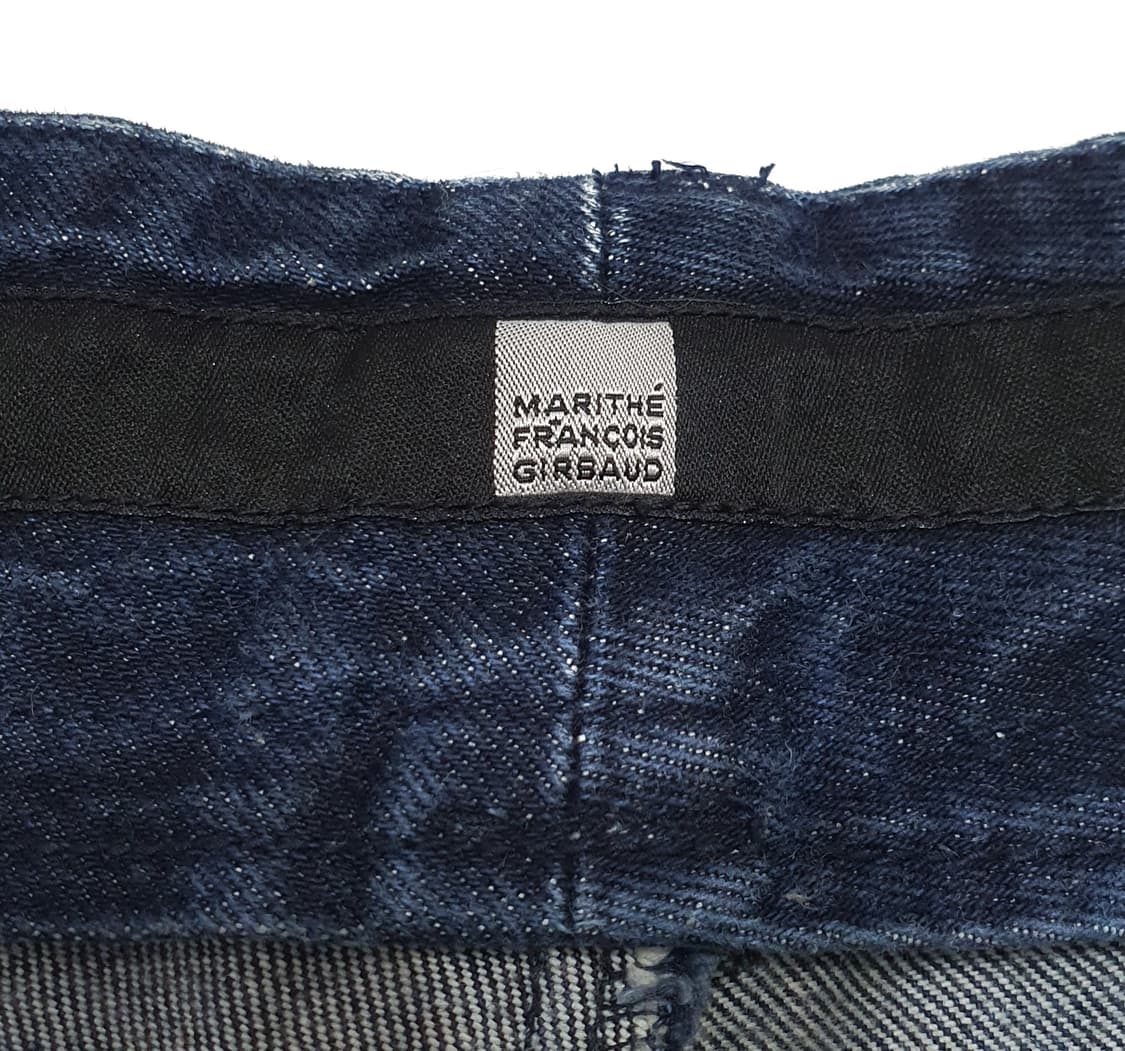 MARITHÉ
+
FRANÇOIS
GIRBAUD